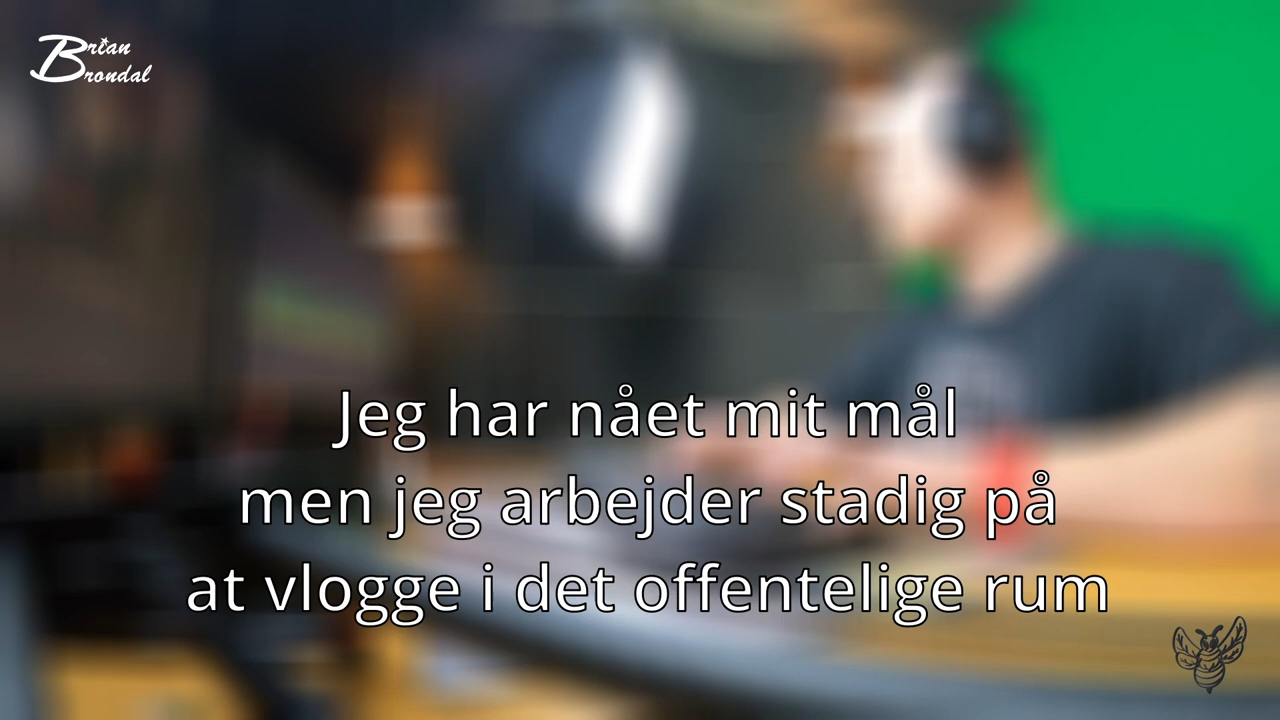 Brian
Brondal
Jeg har nået mit mål
men jeg arbejder stadig på
at vlogge i det offentelige rum